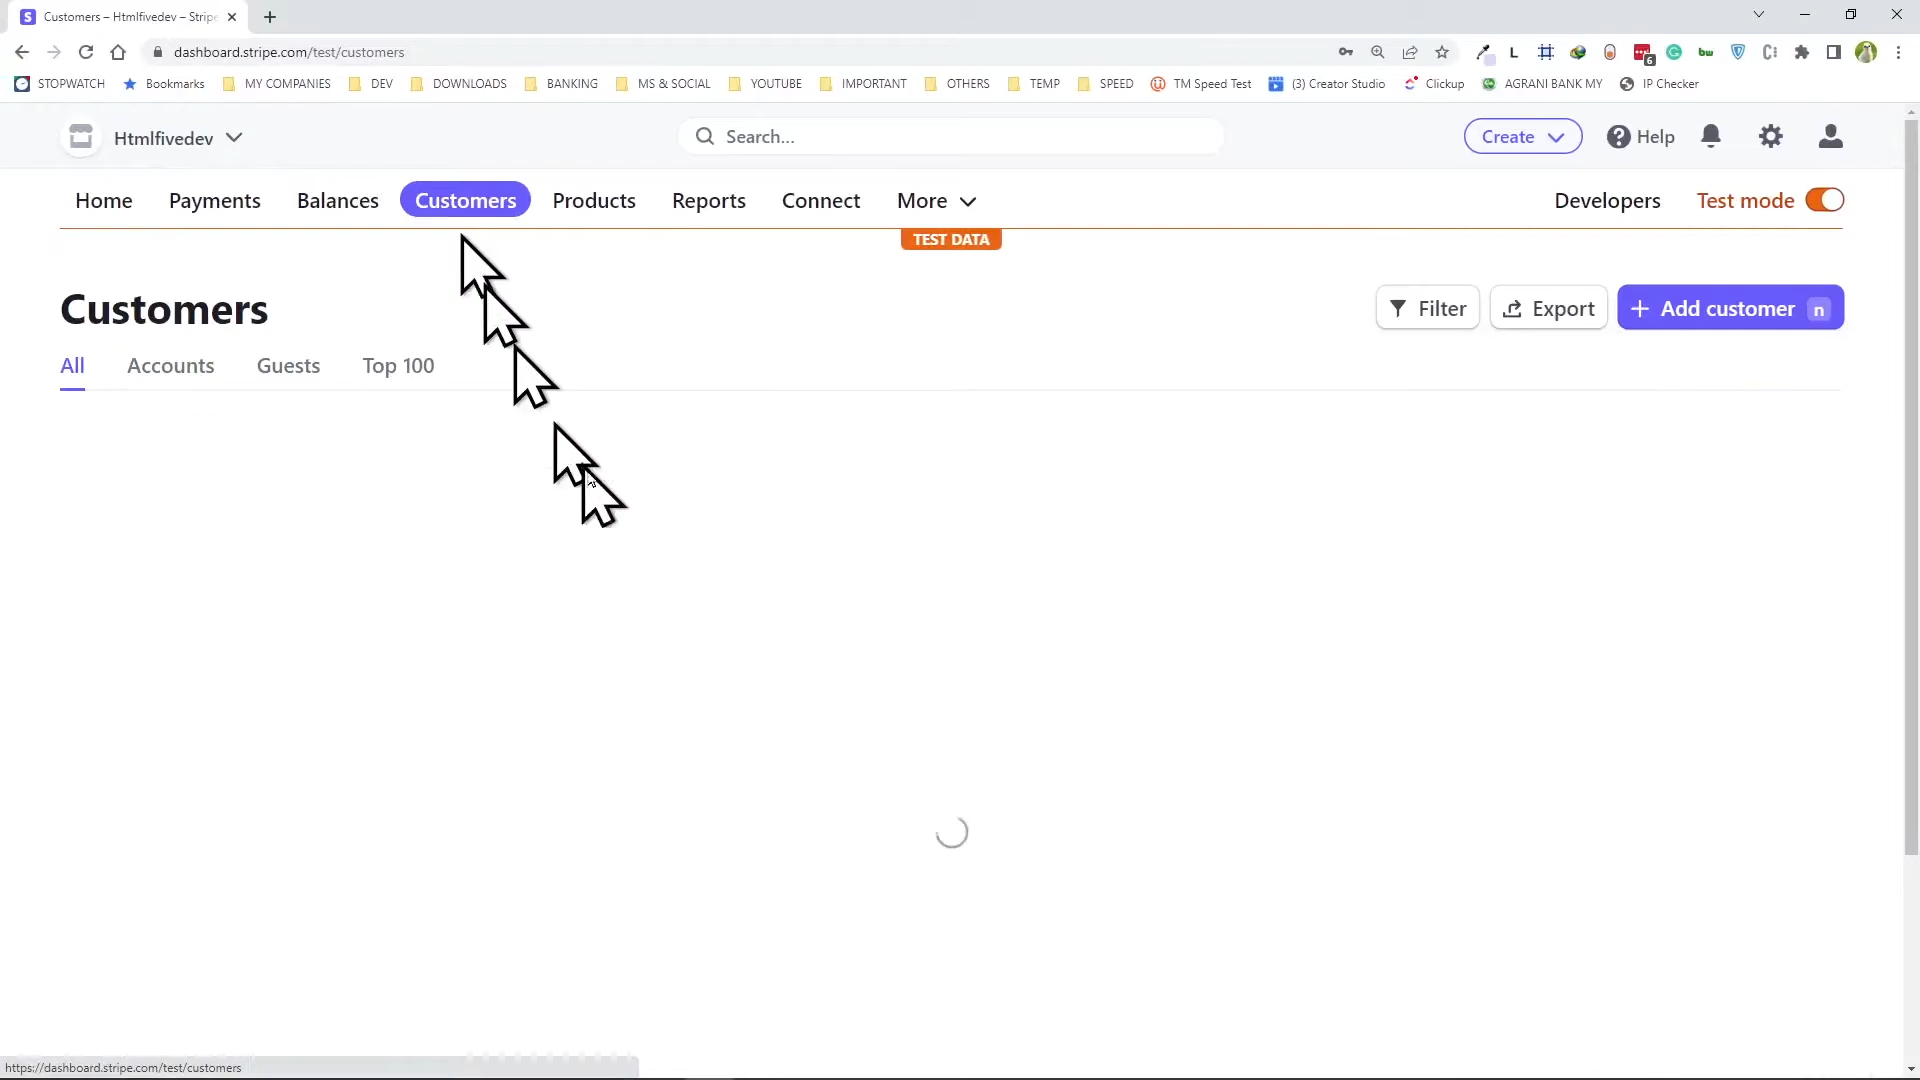 Customers – Htmlfivedev – Stripe
dashboard.stripe.com/test/customers
STOPWATCH Bookmarks MY COMPANIES DEV DOWNLOADS BANKING MS & SOCIAL YOUTUBE IMPORTANT OTHERS TEMP SPEED TM Speed Test (3) Creator Studio Clickup AGRANI BANK MY IP Checker
Htmlfivedev Search... Create Help
Home Payments Balances Customers Products Reports Connect More Developers Test mode
TEST DATA
Customers Filter Export + Add customer n
All Accounts Guests Top 100
https://dashboard.stripe.com/test/customers